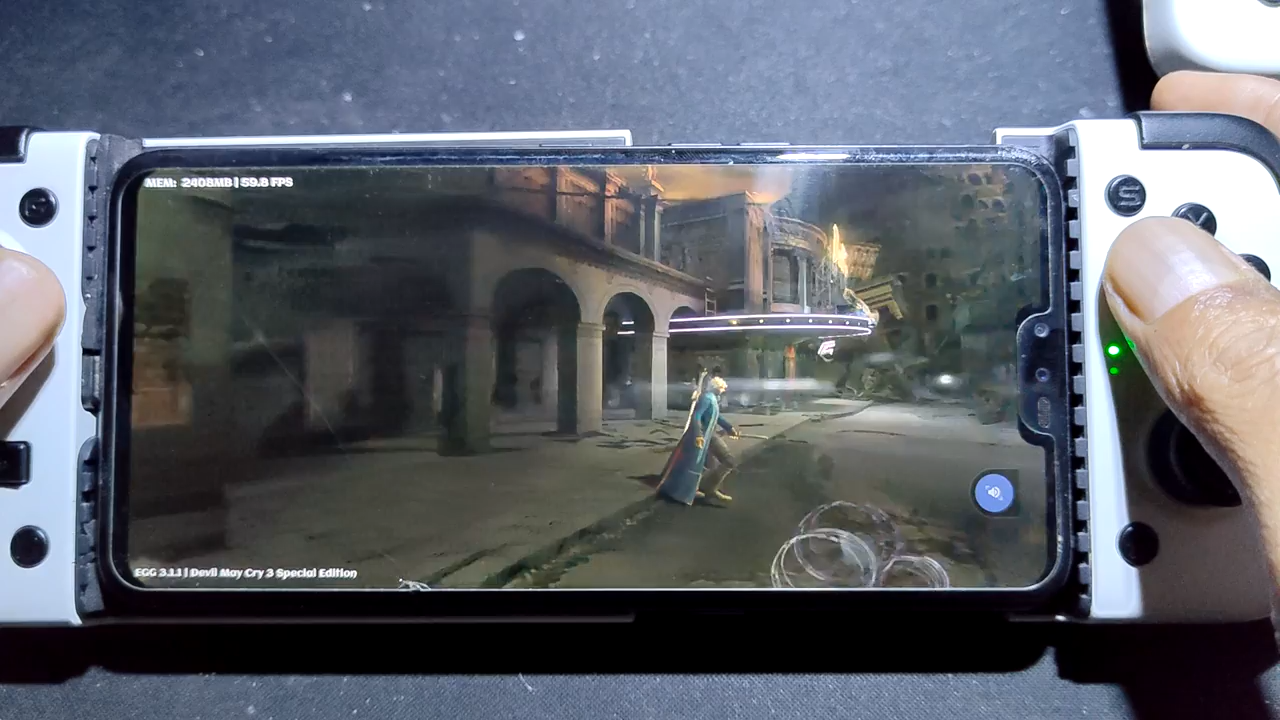 MEM: 2408MB | 59.8 FPS
S
EGG 3.1.1 | Devil May Cry 3 Special Edition